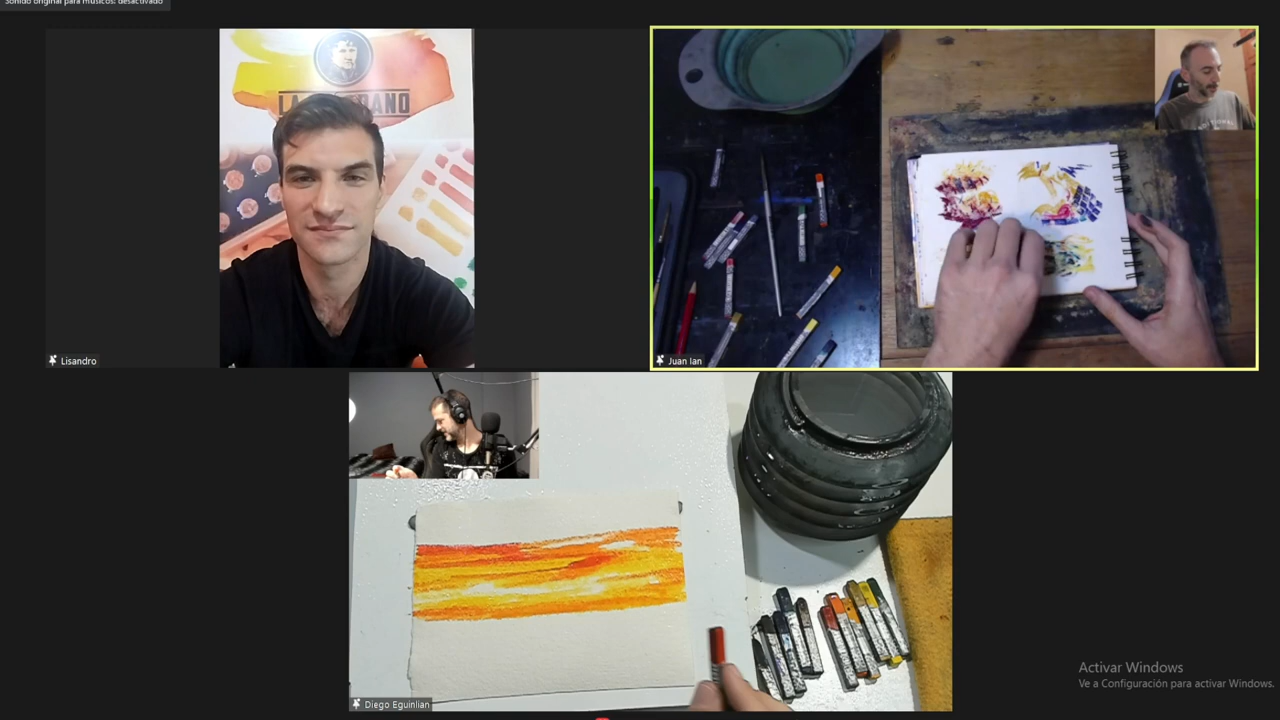 Sonido original para músicos: desactivado
Lisandro
Juan Ian
Diego Eguinlian
Activar Windows
Ve a Configuración para activar Windows.